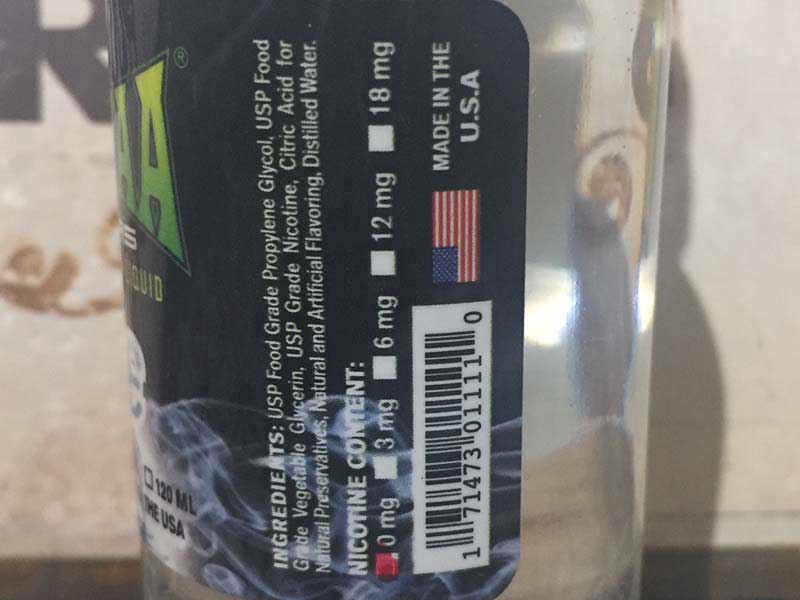 AA®
QUID
120 ML
THE USA
INGREDIENTS: USP Food Grade Propylene Glycol, USP Food
Grade Vegetable Glycerin, USP Grade Nicotine, Citric Acid for
Natural Preservatives, Natural and Artificial Flavoring, Distilled Water.
NICOTINE CONTENT:
0 mg 3 mg 6 mg 12 mg 18 mg
MADE IN THE
U.S.A
1 71473 01111 0